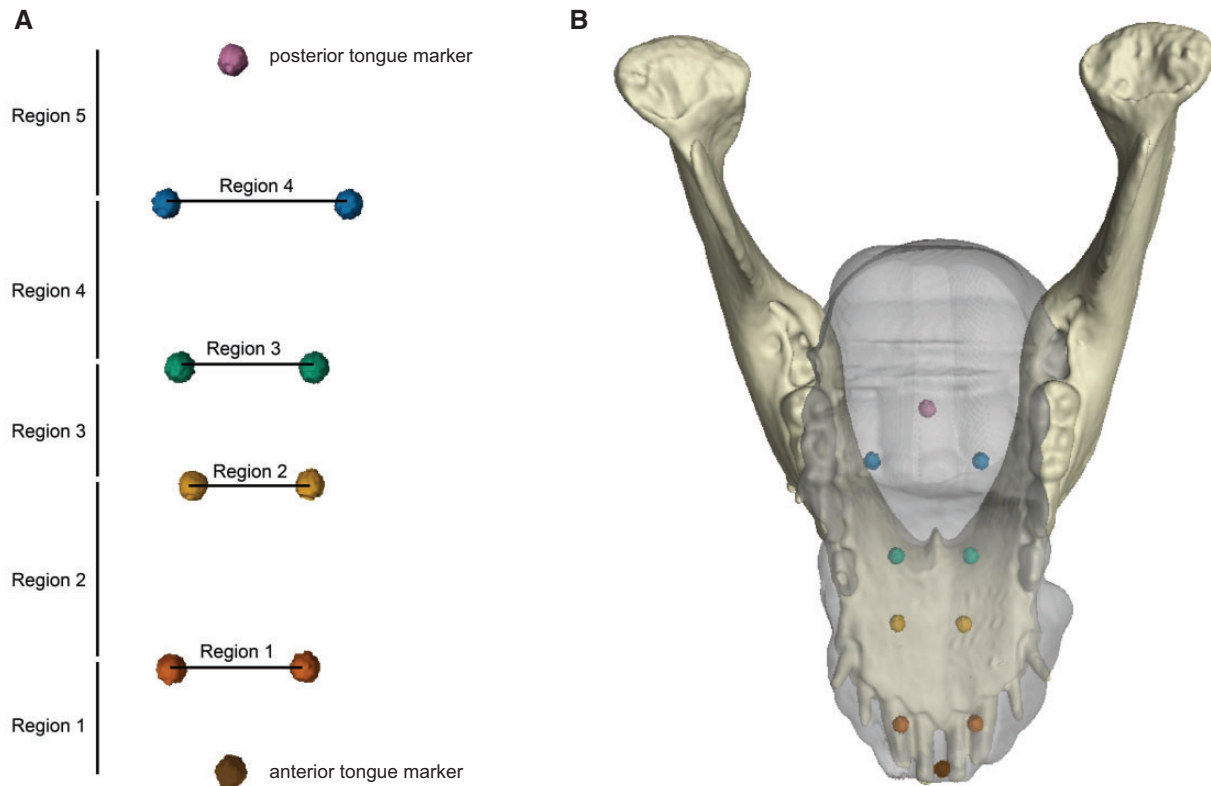 A
B
posterior tongue marker
Region 5
Region 4
Region 4
Region 3
Region 3
Region 2
Region 2
Region 1
Region 1
anterior tongue marker